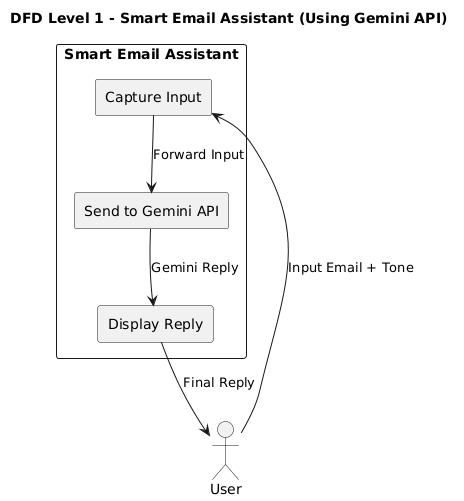 DFD Level 1 - Smart Email Assistant (Using Gemini API)
Smart Email Assistant
Capture Input
Forward Input
Send to Gemini API
Gemini Reply
Input Email + Tone
Display Reply
Final Reply
User